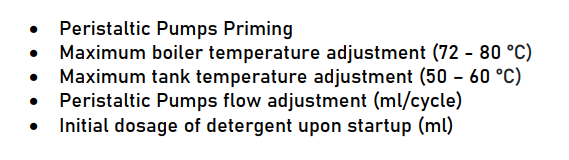 • Peristaltic Pumps Priming
• Maximum boiler temperature adjustment (72 - 80 °C)
• Maximum tank temperature adjustment (50 – 60 °C)
• Peristaltic Pumps flow adjustment (ml/cycle)
• Initial dosage of detergent upon startup (ml)